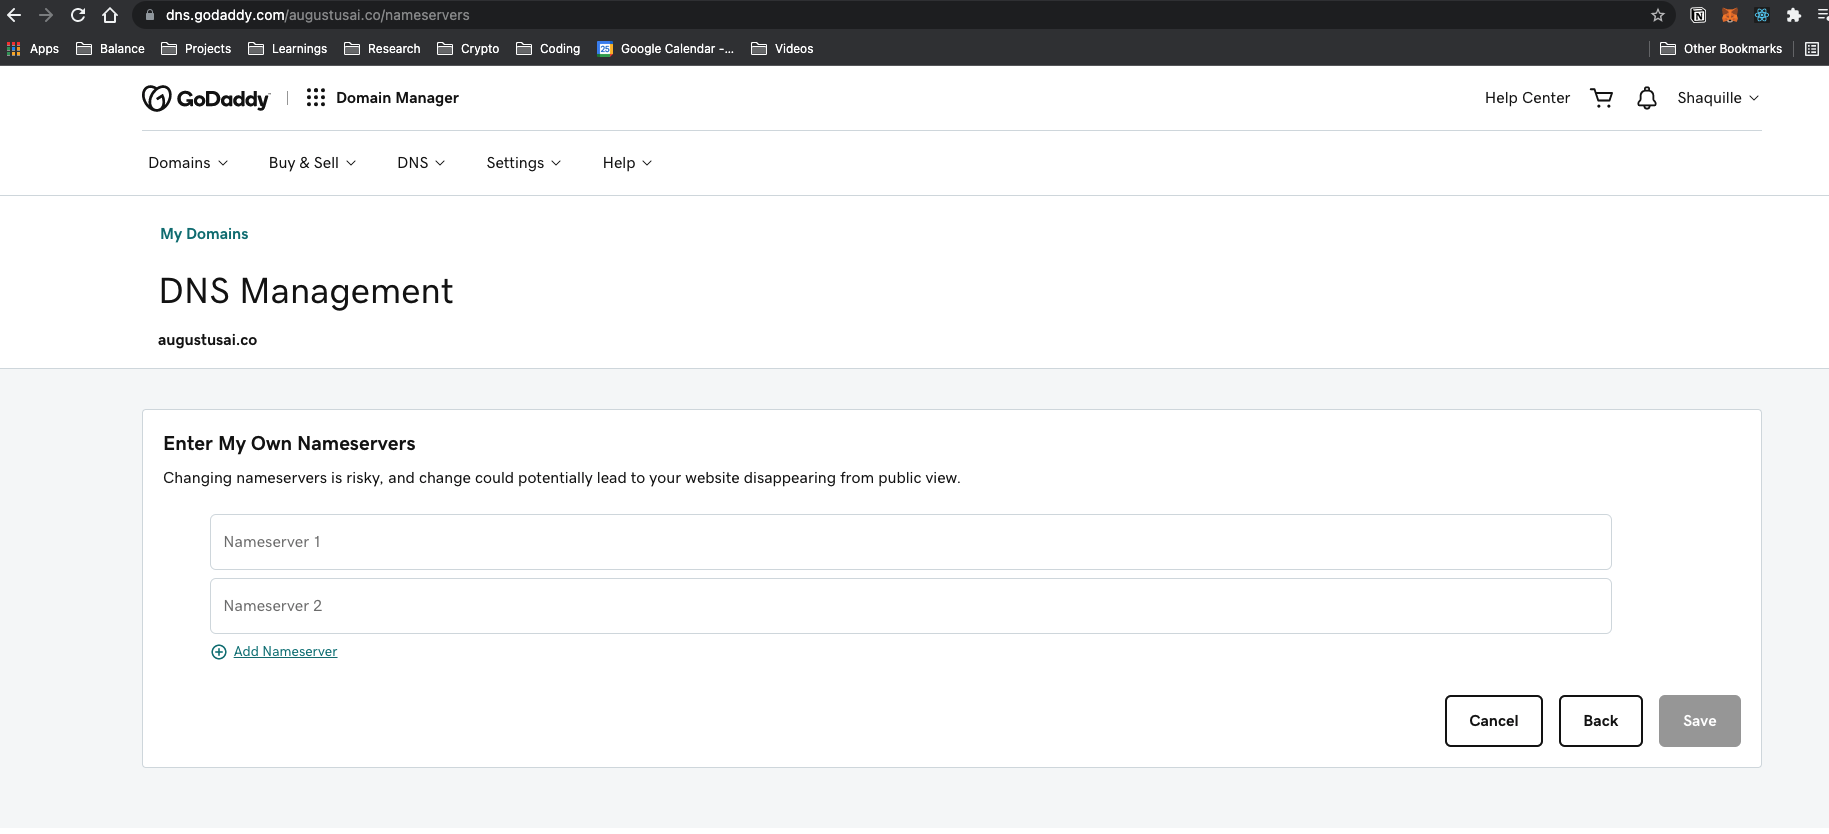 dns.godaddy.com/augustusai.co/nameservers
Apps Balance Projects Learnings Research Crypto Coding 25 Google Calendar -... Videos Other Bookmarks
GoDaddy Domain Manager Help Center Shaquille
Domains Buy & Sell DNS Settings Help
My Domains
DNS Management
augustusai.co
Enter My Own Nameservers
Changing nameservers is risky, and change could potentially lead to your website disappearing from public view.
Nameserver 1
Nameserver 2
Add Nameserver
Cancel Back Save